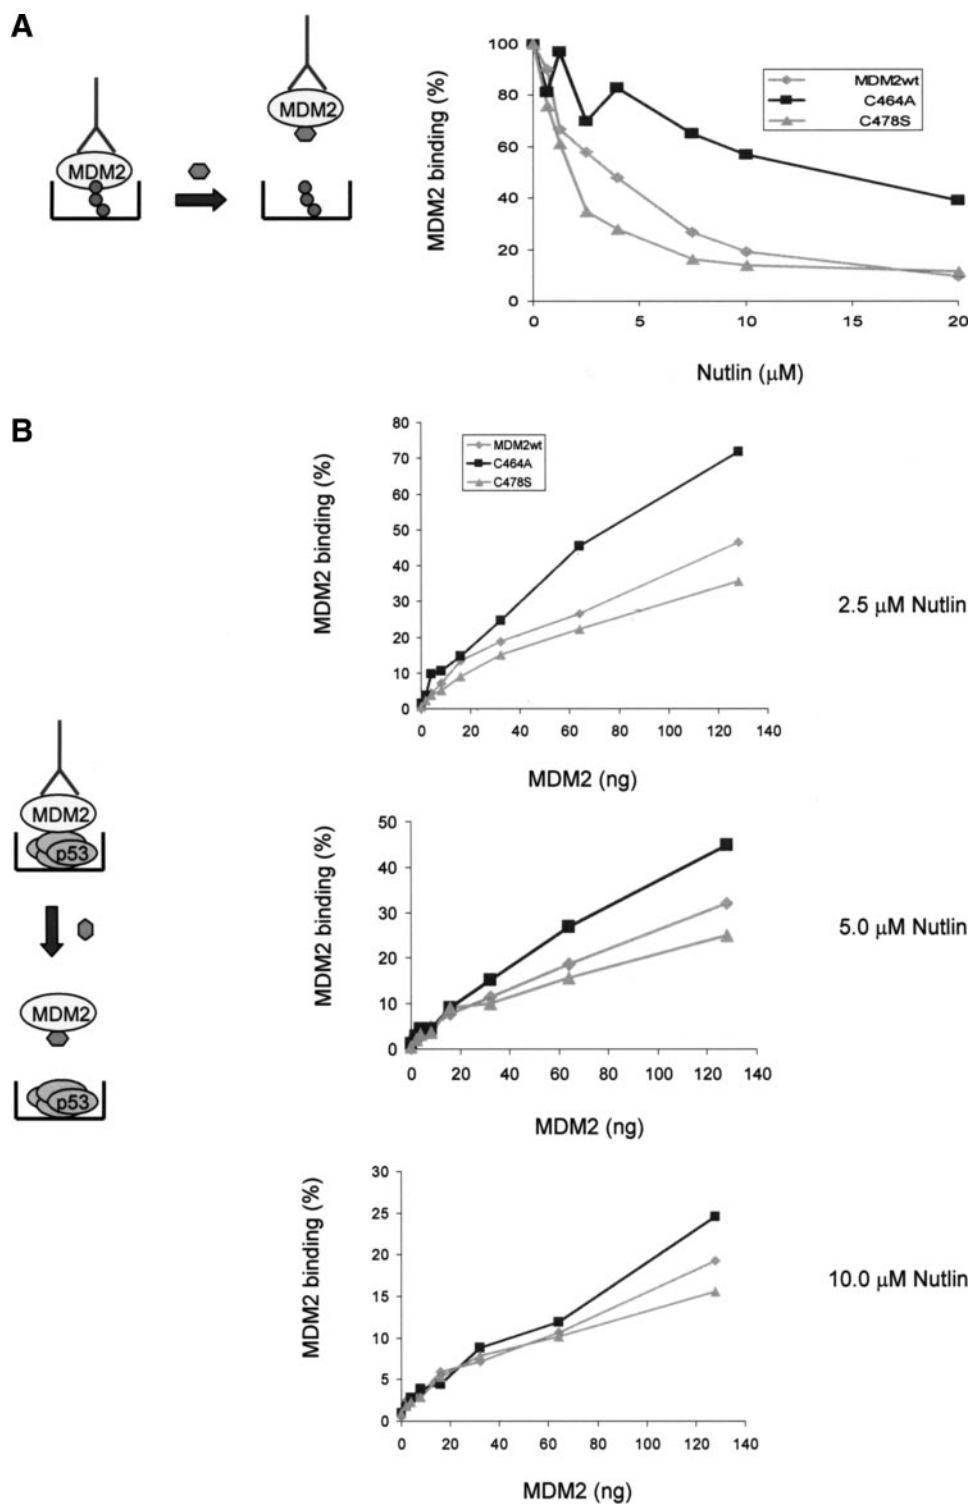 A
MDM2
MDM2
MDM2 binding (%)
100
80
60
40
20
0
MDM2wt
C464A
C478S
0 5 10 15 20
Nutlin (μM)
B
MDM2 binding (%)
80
70
60
50
40
30
20
10
0
MDM2wt
C464A
C478S
0 20 40 60 80 100 120 140
MDM2 (ng)
2.5 μM Nutlin
MDM2
p53
MDM2
p53
MDM2 binding (%)
50
40
30
20
10
0
0 20 40 60 80 100 120 140
MDM2 (ng)
5.0 μM Nutlin
MDM2 binding (%)
30
25
20
15
10
5
0
0 20 40 60 80 100 120 140
MDM2 (ng)
10.0 μM Nutlin